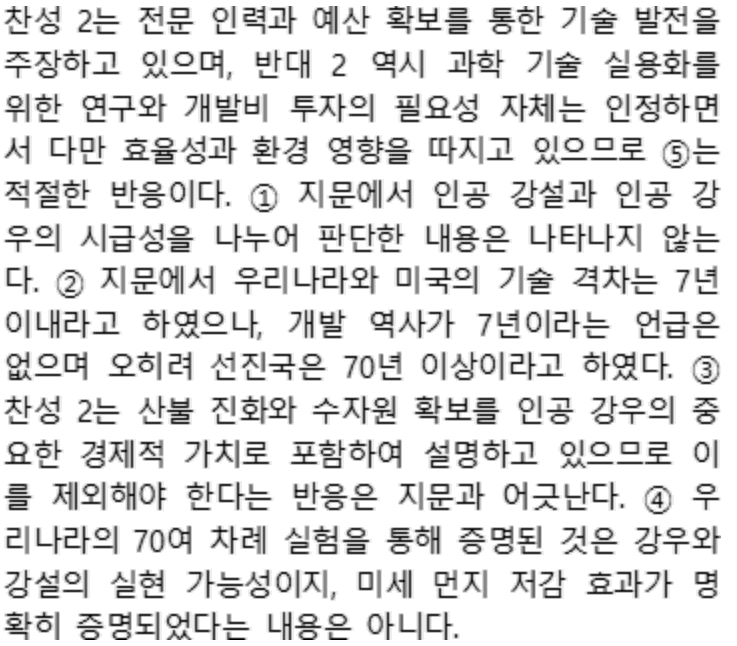 찬성 2는 전문 인력과 예산 확보를 통한 기술 발전을
주장하고 있으며, 반대 2 역시 과학 기술 실용화를
위한 연구와 개발비 투자의 필요성 자체는 인정하면
서 다만 효율성과 환경 영향을 따지고 있으므로 ⑤는
적절한 반응이다. ① 지문에서 인공 강설과 인공 강
우의 시급성을 나누어 판단한 내용은 나타나지 않는
다. ② 지문에서 우리나라와 미국의 기술 격차는 7년
이내라고 하였으나, 개발 역사가 7년이라는 언급은
없으며 오히려 선진국은 70년 이상이라고 하였다. ③
찬성 2는 산불 진화와 수자원 확보를 인공 강우의 중
요한 경제적 가치로 포함하여 설명하고 있으므로 이
를 제외해야 한다는 반응은 지문과 어긋난다. ④ 우
리나라의 70여 차례 실험을 통해 증명된 것은 강우와
강설의 실현 가능성이지, 미세 먼지 저감 효과가 명
확히 증명되었다는 내용은 아니다.